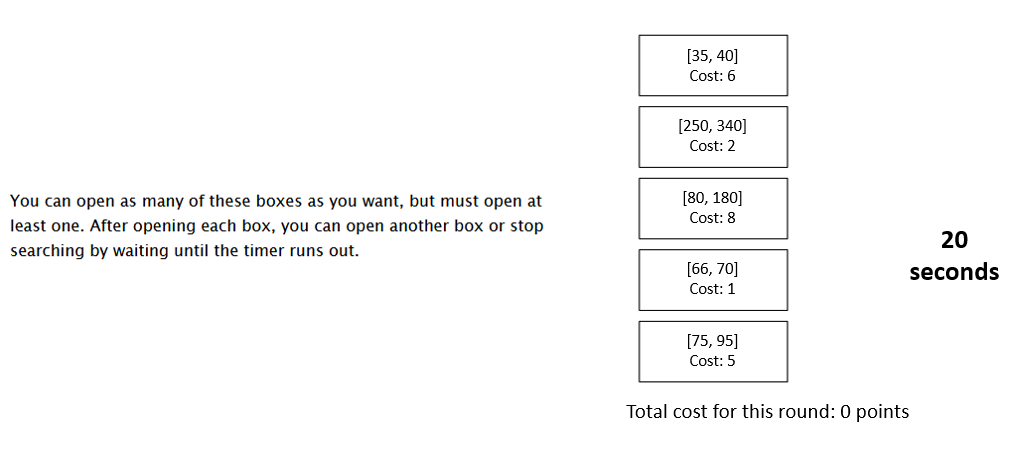 You can open as many of these boxes as you want, but must open at
least one. After opening each box, you can open another box or stop
searching by waiting until the timer runs out.
[35, 40]
Cost: 6
[250, 340]
Cost: 2
[80, 180]
Cost: 8
[66, 70]
Cost: 1
[75, 95]
Cost: 5
Total cost for this round: 0 points
20
seconds